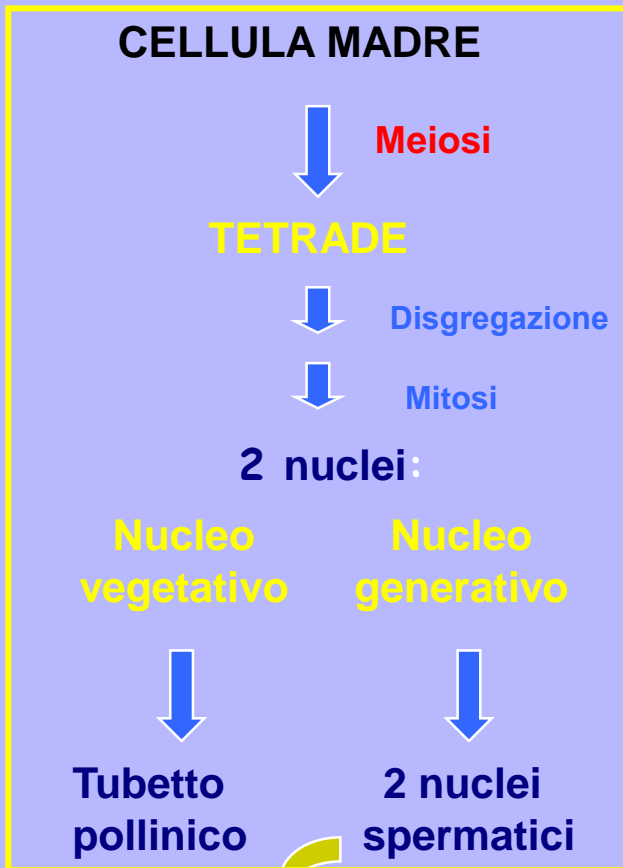 CELLULA MADRE
Meiosi
TETRADE
Disgregazione
Mitosi
2 nuclei:
Nucleo vegetativo
Nucleo generativo
Tubetto pollinico
2 nuclei spermatici